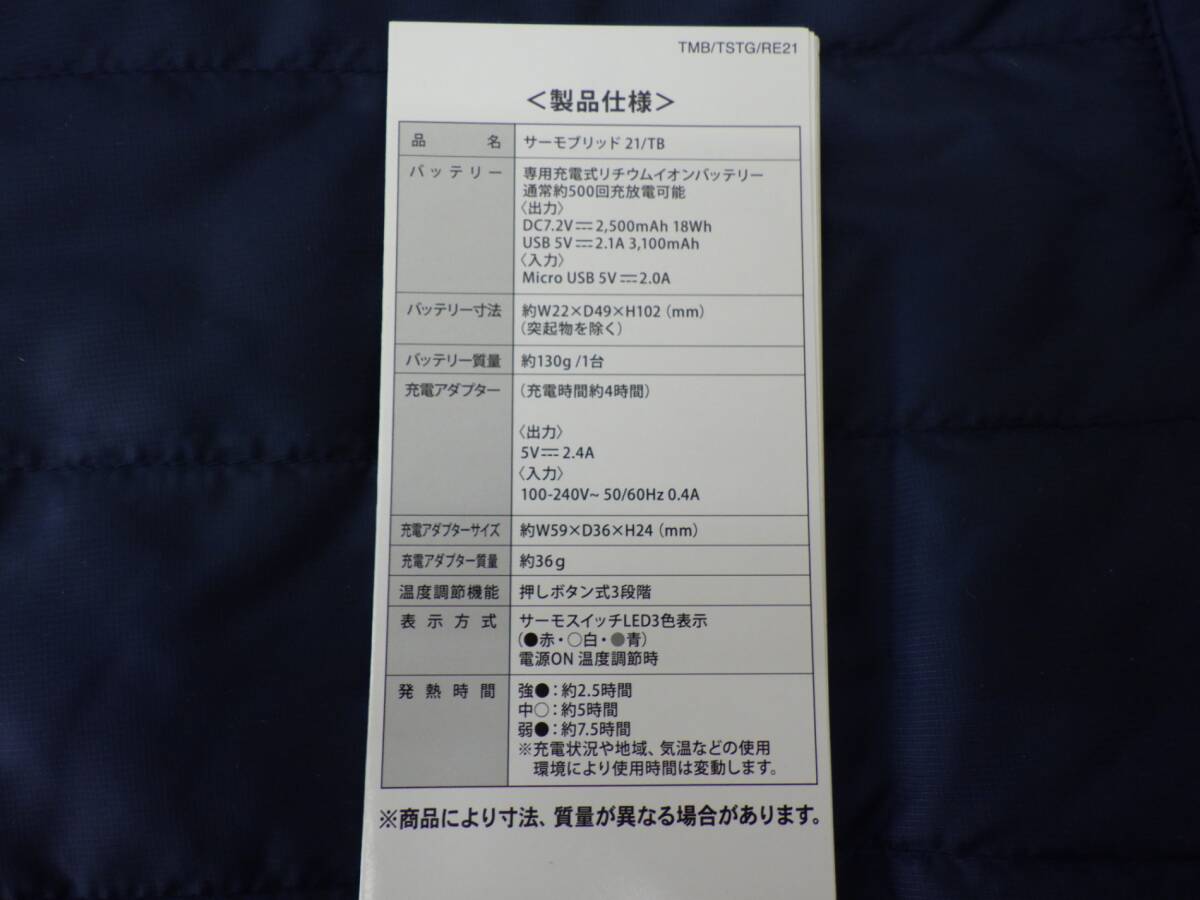 TMB/TSTG/RE21
＜製品仕様＞
品名 サーモブリッド 21/TB
バッテリー 専用充電式リチウムイオンバッテリー
通常約500回充放電可能
〈出力〉
DC7.2V⎓2,500mAh 18Wh
USB 5V⎓2.1A 3,100mAh
〈入力〉
Micro USB 5V⎓2.0A
バッテリー寸法 約W22×D49×H102（mm）
（突起物を除く）
バッテリー質量 約130g /1台
充電アダプター （充電時間約4時間）
〈出力〉
5V⎓2.4A
〈入力〉
100-240V~ 50/60Hz 0.4A
充電アダプターサイズ 約W59×D36×H24（mm）
充電アダプター質量 約36g
温度調節機能 押しボタン式3段階
表示方式 サーモスイッチLED3色表示
（●赤・○白・●青）
電源ON 温度調節時
発熱時間 強●：約2.5時間
中○：約5時間
弱●：約7.5時間
※充電状況や地域、気温などの使用
環境により使用時間は変動します。
※商品により寸法、質量が異なる場合があります。